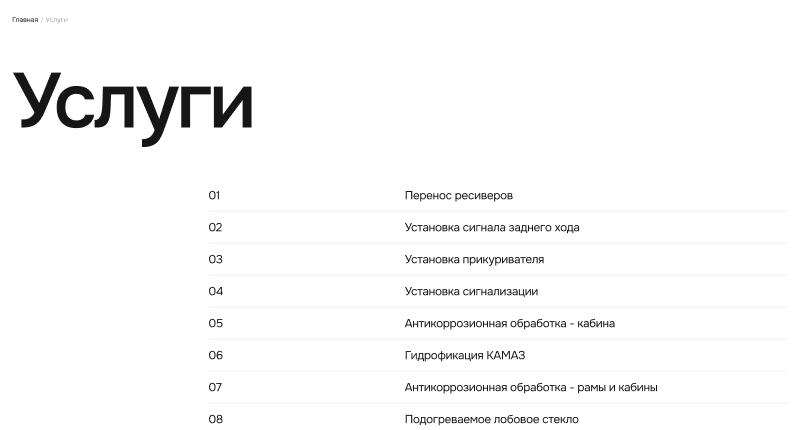 Главная / Услуги
Услуги
01 Перенос ресиверов
02 Установка сигнала заднего хода
03 Установка прикуривателя
04 Установка сигнализации
05 Антикоррозионная обработка - кабина
06 Гидрофикация КАМАЗ
07 Антикоррозионная обработка - рамы и кабины
08 Подогреваемое лобовое стекло